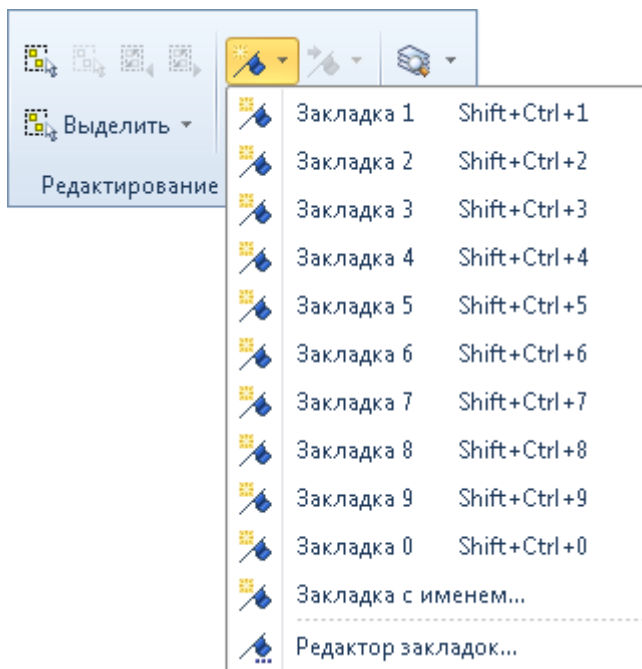 Выделить
Редактирование
Закладка 1 Shift+Ctrl+1
Закладка 2 Shift+Ctrl+2
Закладка 3 Shift+Ctrl+3
Закладка 4 Shift+Ctrl+4
Закладка 5 Shift+Ctrl+5
Закладка 6 Shift+Ctrl+6
Закладка 7 Shift+Ctrl+7
Закладка 8 Shift+Ctrl+8
Закладка 9 Shift+Ctrl+9
Закладка 0 Shift+Ctrl+0
Закладка с именем...
Редактор закладок...